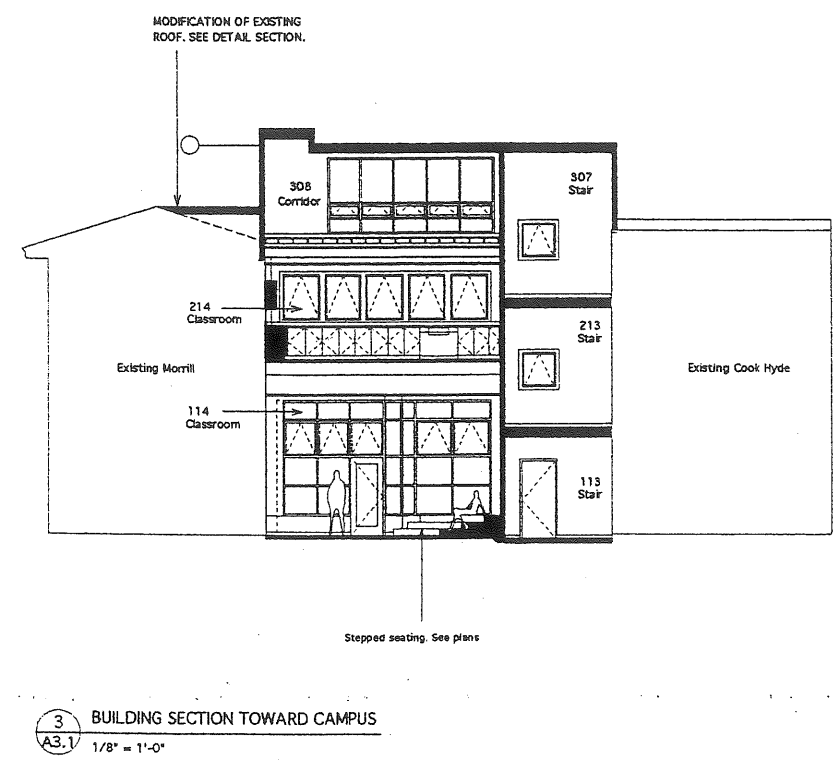 MODIFICATION OF EXISTING
ROOF. SEE DETAIL SECTION.
308
Corridor
307
Stair
214
Classroom
213
Stair
Existing Morrill
Existing Cook Hyde
114
Classroom
113
Stair
Stepped seating. See plans
3
A3.1
BUILDING SECTION TOWARD CAMPUS
1/8" = 1'-0"